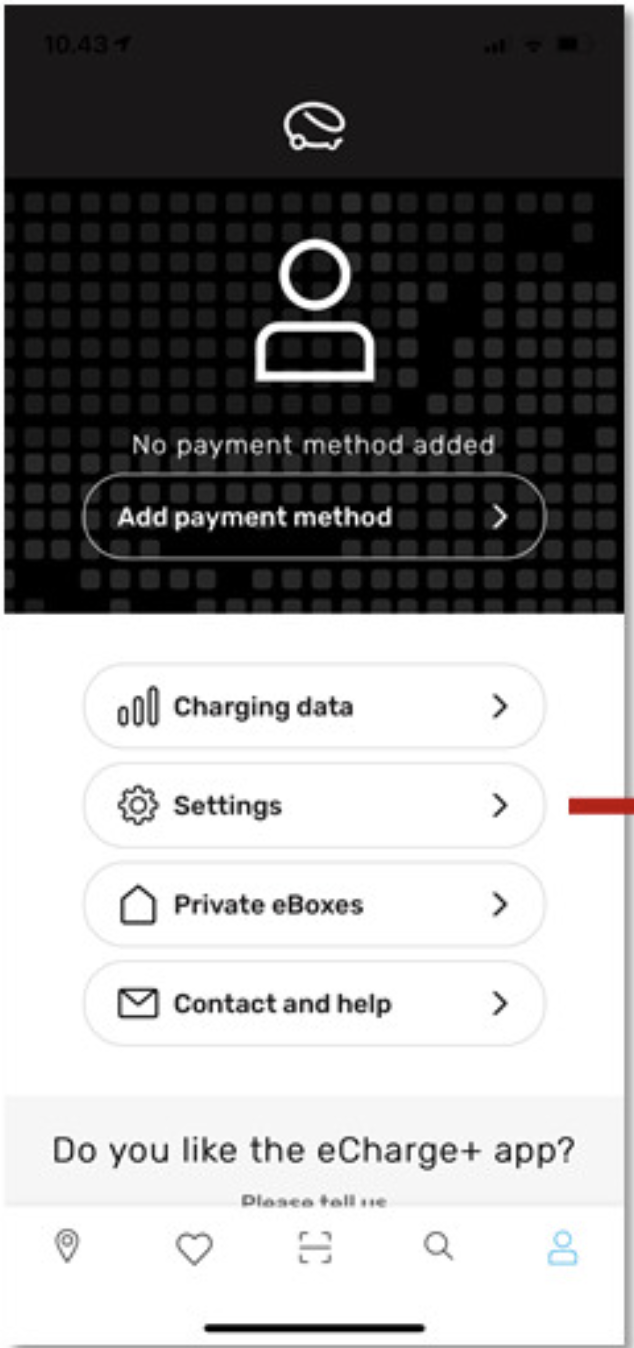 10.43
No payment method added
Add payment method
Charging data
Settings
Private eBoxes
Contact and help
Do you like the eCharge+ app?
Please tell us